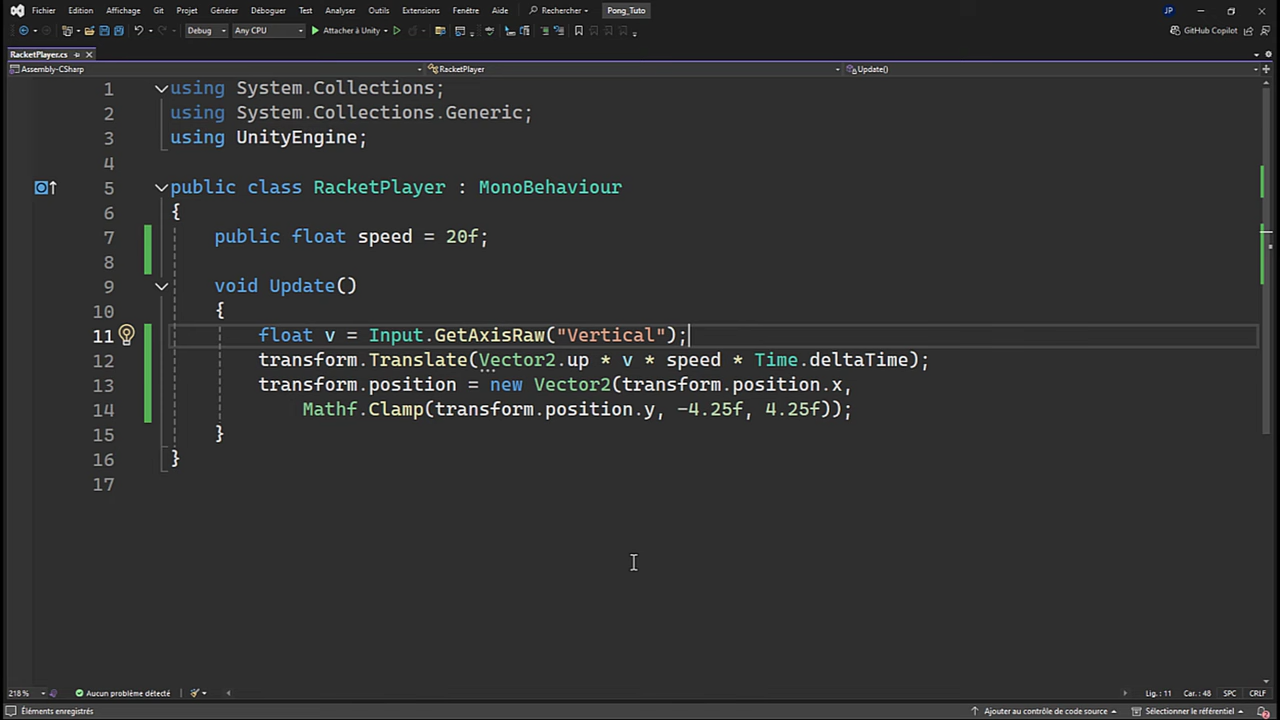 Fichier Edition Affichage Git Projet Générer Déboguer Test Analyser Outils Extensions Fenêtre Aide Rechercher Pong_Tuto JP
Debug Any CPU Attacher à Unity GitHub Copilot
RacketPlayer.cs
Assembly-CSharp RacketPlayer Update()
1 using System.Collections;
2 using System.Collections.Generic;
3 using UnityEngine;
4
5 public class RacketPlayer : MonoBehaviour
6 {
7 public float speed = 20f;
8
9 void Update()
10 {
11 float v = Input.GetAxisRaw("Vertical");
12 transform.Translate(Vector2.up * v * speed * Time.deltaTime);
13 transform.position = new Vector2(transform.position.x,
14 Mathf.Clamp(transform.position.y, -4.25f, 4.25f));
15 }
16 }
17
218 % Aucun problème détecté Lig. : 11 Car. : 48 SPC CRLF
Éléments enregistrés Ajouter au contrôle de code source Sélectionner le référentiel